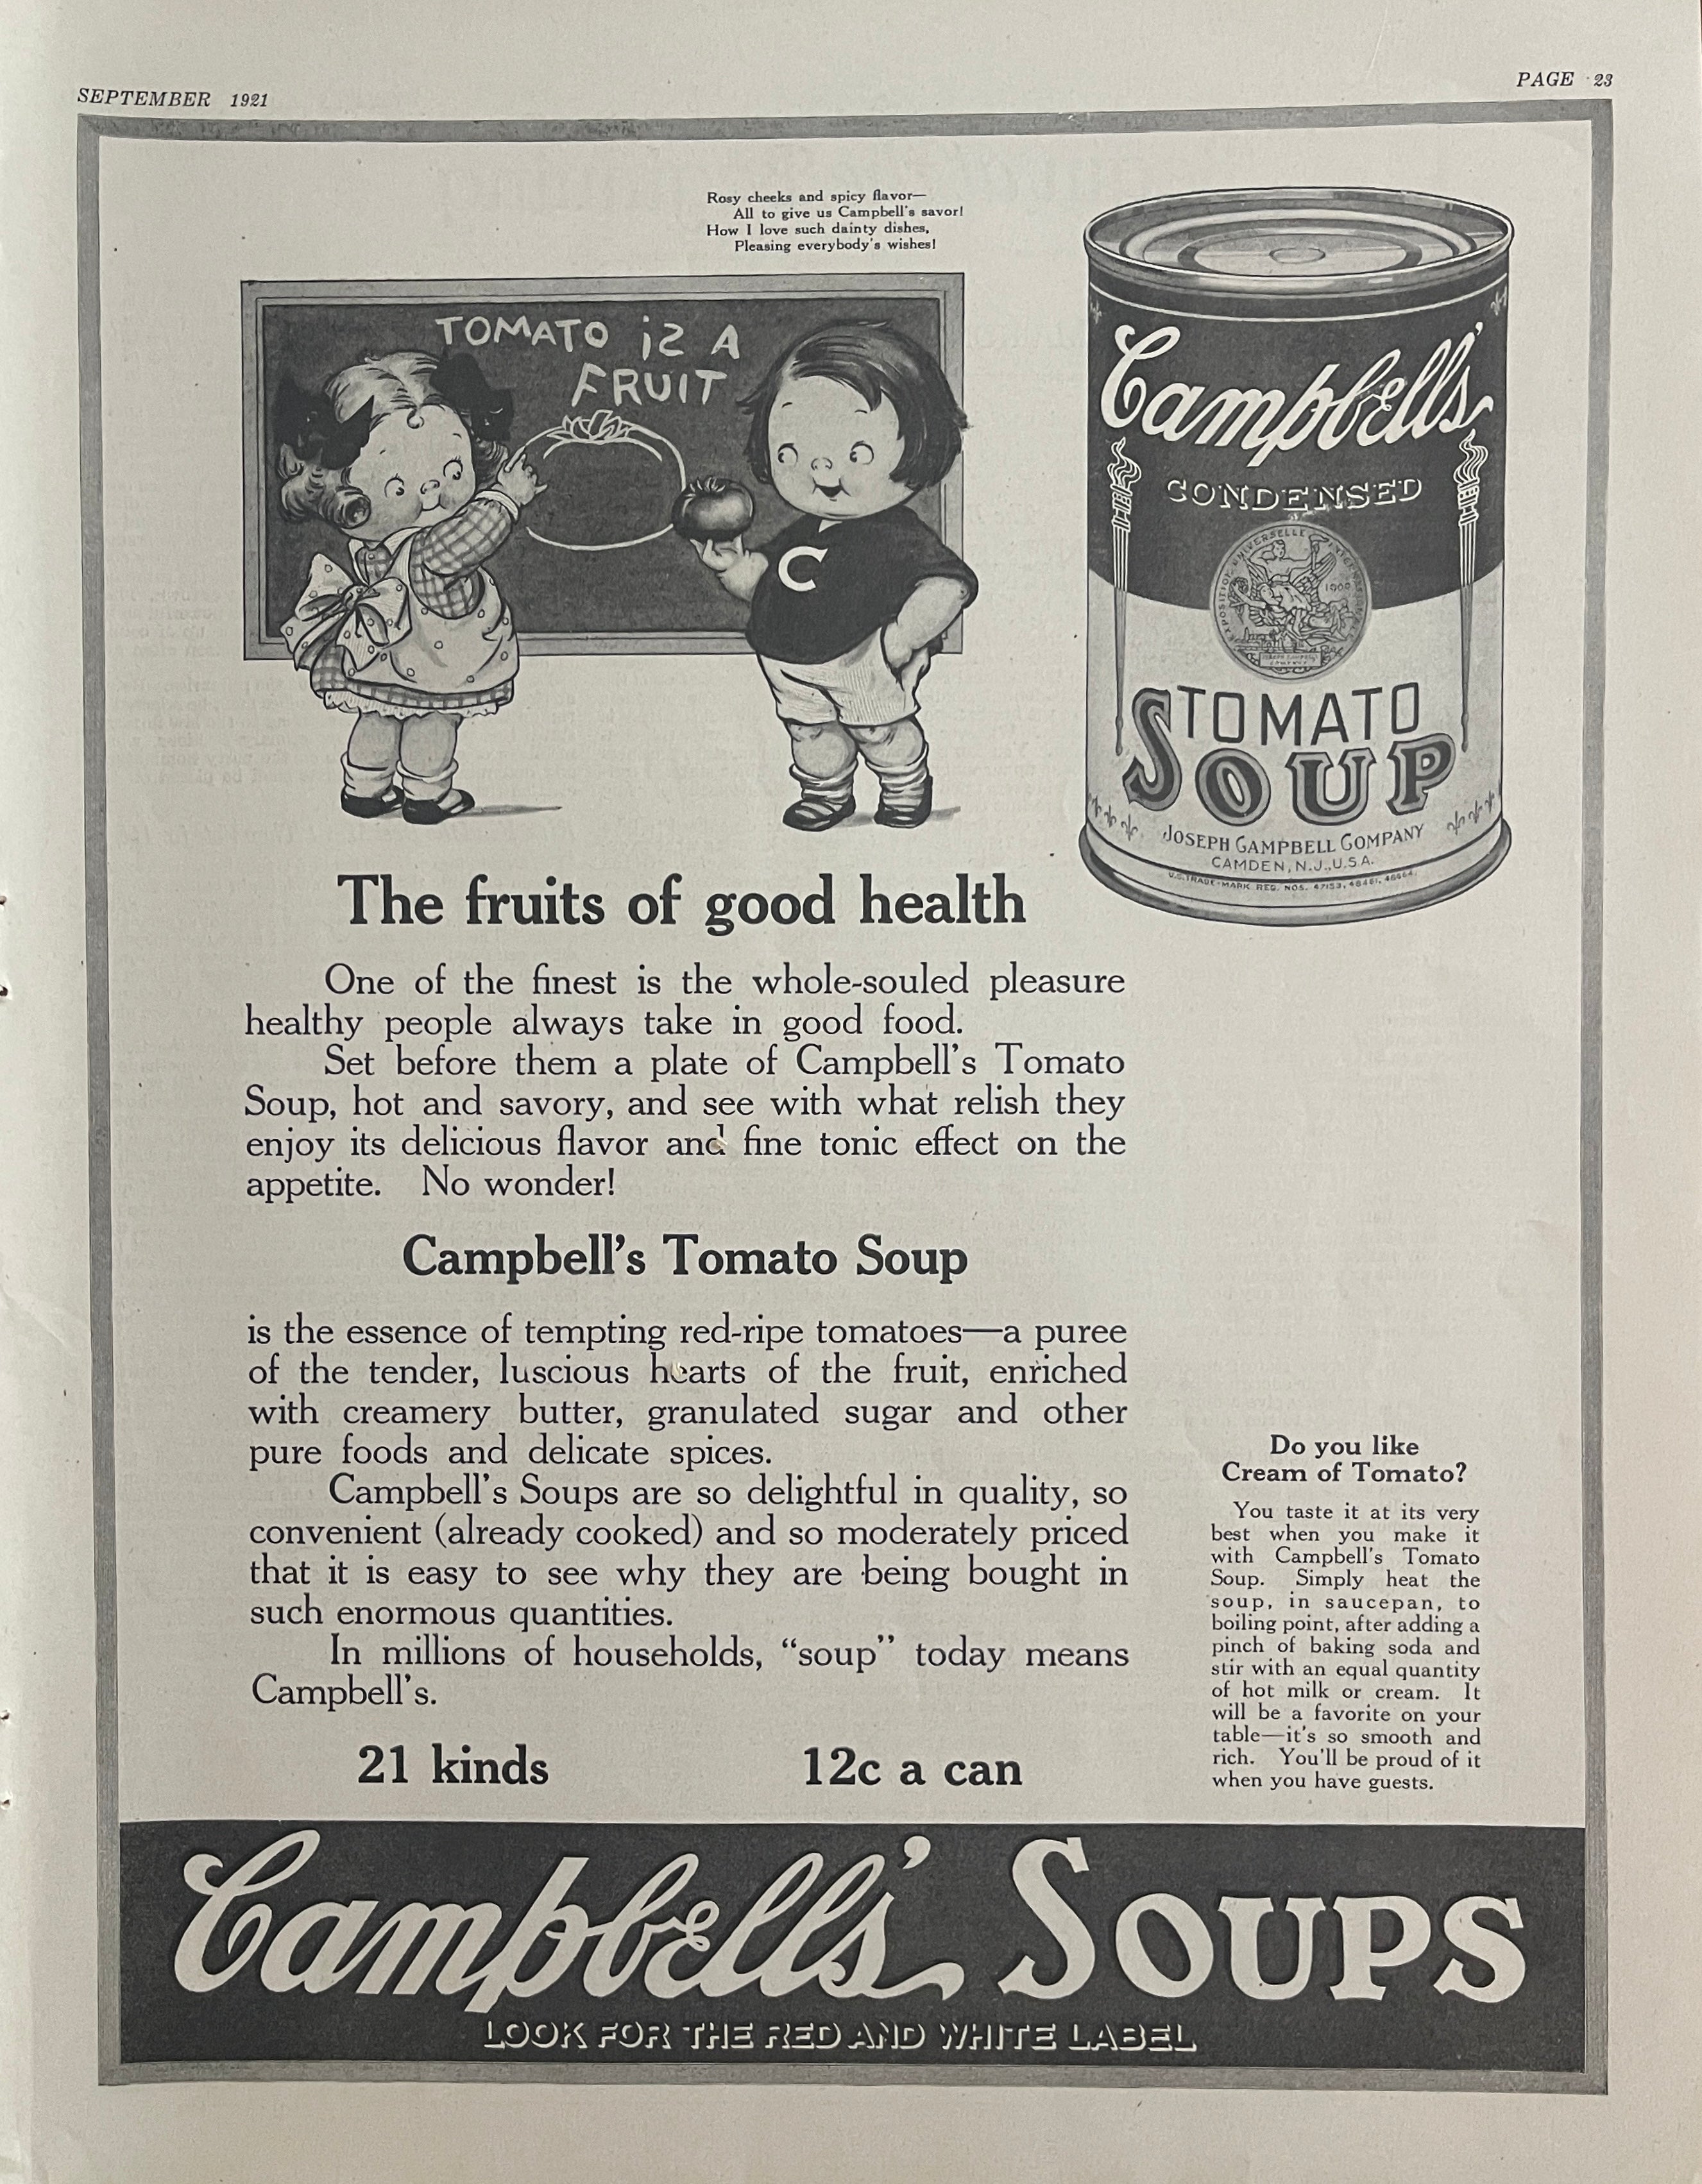 SEPTEMBER 1921
PAGE 23
Rosy cheeks and spicy flavor—
All to give us Campbell's savor!
How I love such dainty dishes,
Pleasing everybody's wishes!
TOMATO iS A
FRUIT
C
Campbell's
CONDENSED
EXPOSITION UNIVERSELLE INTERNATIONALE
1900
TOMATO
SOUP
JOSEPH CAMPBELL COMPANY
CAMDEN, N.J., U.S.A.
U.S. TRADE-MARK REG. NOS. 47153,
The fruits of good health
One of the finest is the whole-souled pleasure
healthy people always take in good food.
Set before them a plate of Campbell's Tomato
Soup, hot and savory, and see with what relish they
enjoy its delicious flavor and fine tonic effect on the
appetite. No wonder!
Campbell's Tomato Soup
is the essence of tempting red-ripe tomatoes—a puree
of the tender, luscious hearts of the fruit, enriched
with creamery butter, granulated sugar and other
pure foods and delicate spices.
Campbell's Soups are so delightful in quality, so
convenient (already cooked) and so moderately priced
that it is easy to see why they are being bought in
such enormous quantities.
In millions of households, "soup" today means
Campbell's.
21 kinds
12c a can
Do you like
Cream of Tomato?
You taste it at its very
best when you make it
with Campbell's Tomato
Soup. Simply heat the
soup, in saucepan, to
boiling point, after adding a
pinch of baking soda and
stir with an equal quantity
of hot milk or cream. It
will be a favorite on your
table—it's so smooth and
rich. You'll be proud of it
when you have guests.
Campbell's SOUPS
LOOK FOR THE RED AND WHITE LABEL